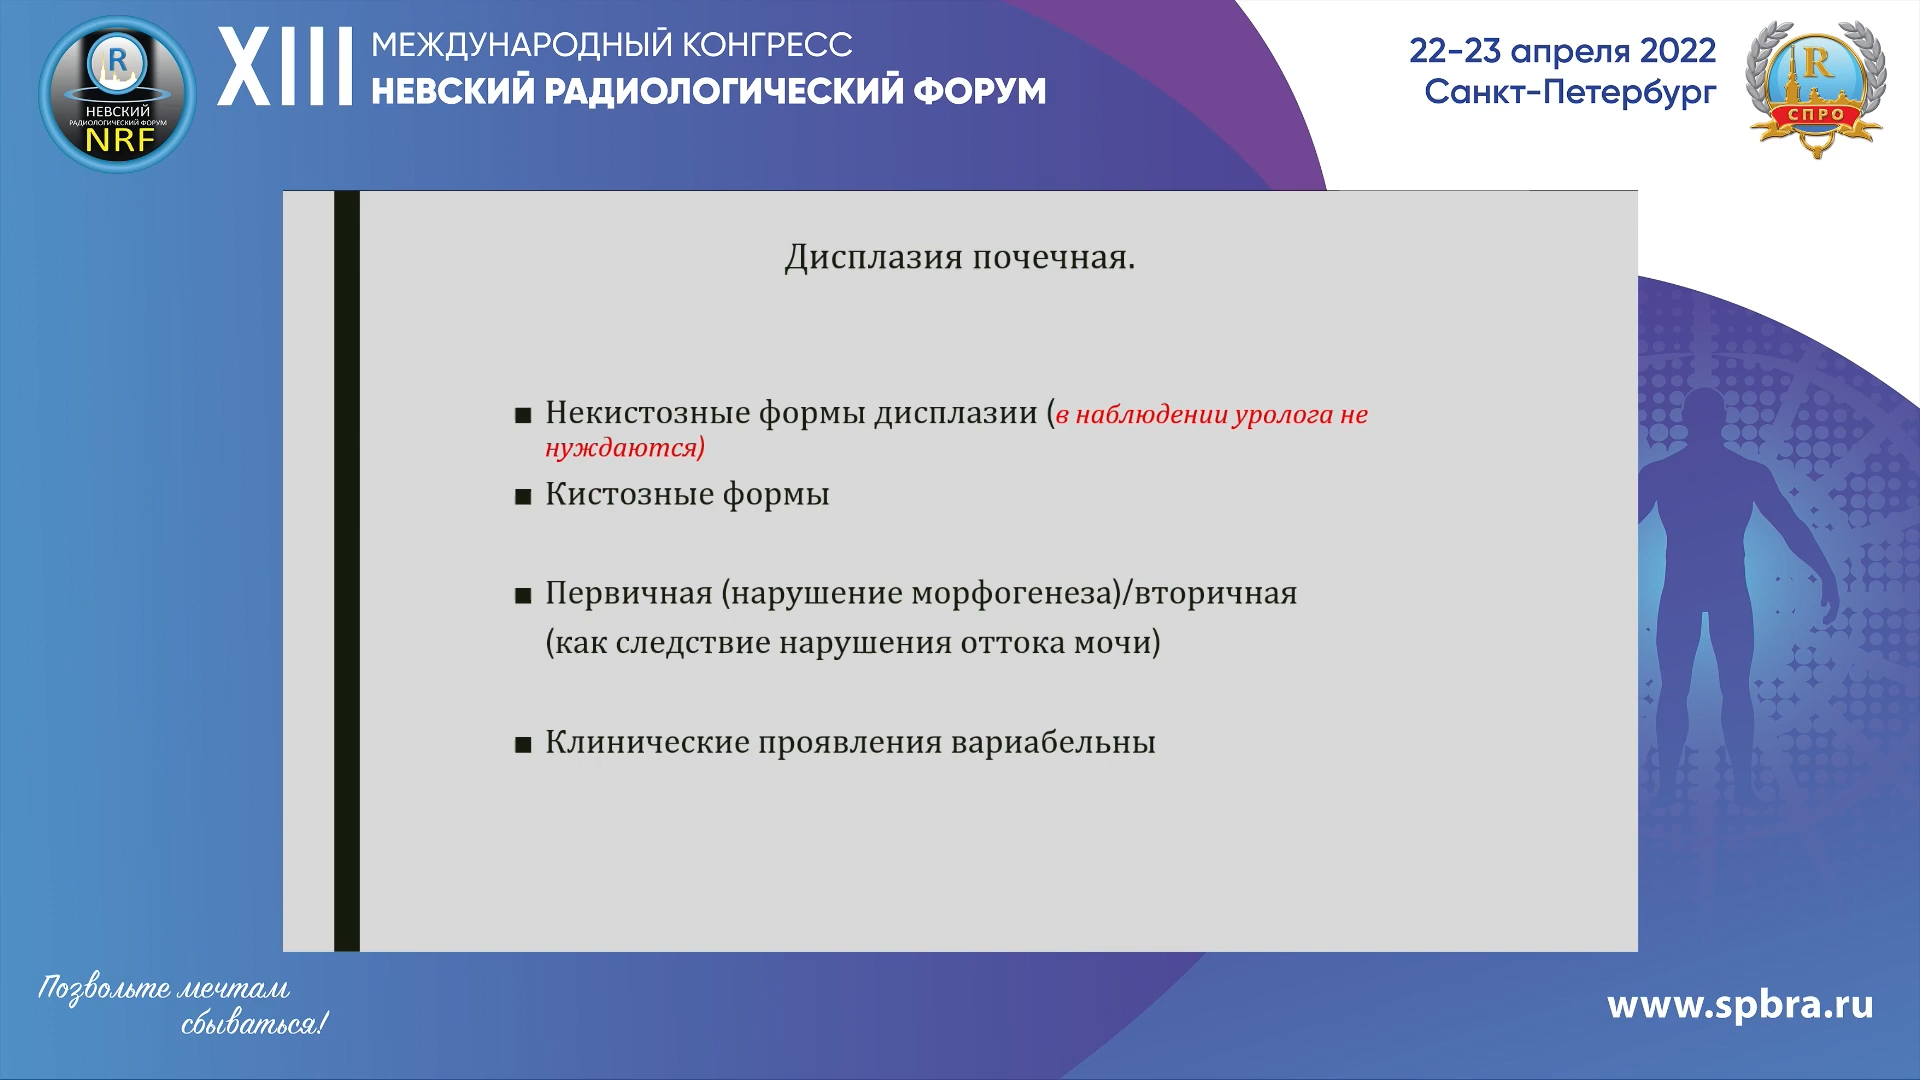 R
НЕВСКИЙ
РАДИОЛОГИЧЕСКИЙ ФОРУМ
NRF
XIII
МЕЖДУНАРОДНЫЙ КОНГРЕСС
НЕВСКИЙ РАДИОЛОГИЧЕСКИЙ ФОРУМ
22-23 апреля 2022
Санкт-Петербург
R
СПРО
Дисплазия почечная.
■ Некистозные формы дисплазии (в наблюдении уролога не
нуждаются)
■ Кистозные формы
■ Первичная (нарушение морфогенеза)/вторичная
(как следствие нарушения оттока мочи)
■ Клинические проявления вариабельны
Позвольте мечтам
сбываться!
www.spbra.ru